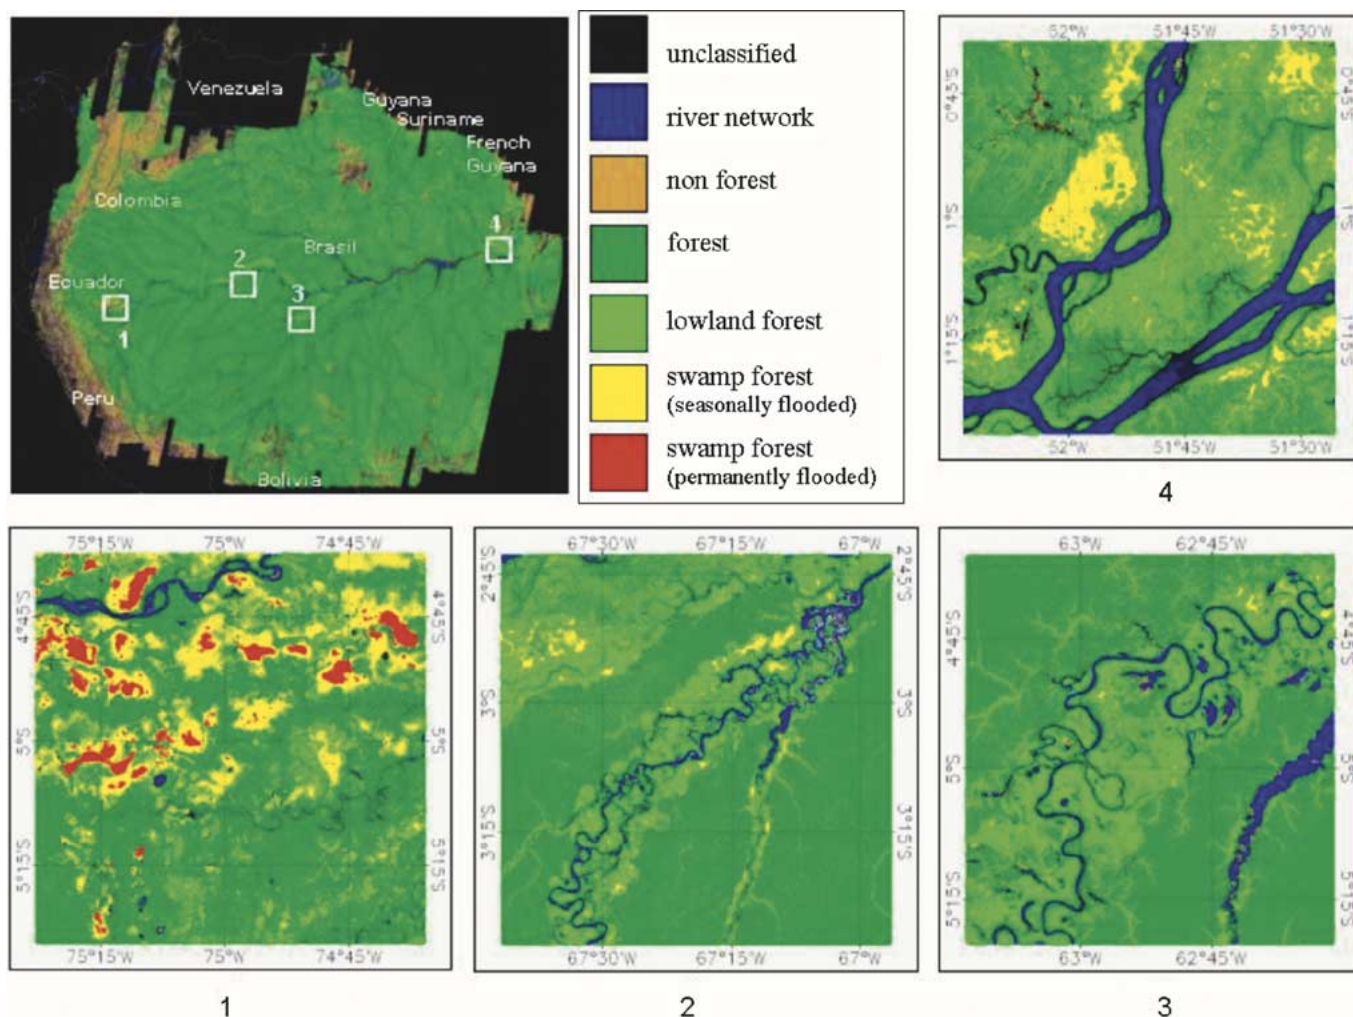 Venezuela
Guyana
Suriname
French
Guyana
Colombia
Brasil
4
2
Ecuador
3
1
Peru
Bolivia
unclassified
river network
non forest
forest
lowland forest
swamp forest
(seasonally flooded)
swamp forest
(permanently flooded)
52°W 51°45'W 51°30'W
0°45'S 0°45'S
1°S 1°S
1°15'S 1°15'S
52°W 51°45'W 51°30'W
4
75°15'W 75°W 74°45'W
4°45'S 4°45'S
5°S 5°S
5°15'S 5°15'S
75°15'W 75°W 74°45'W
1
67°30'W 67°15'W 67°W
2°45'S 2°45'S
3°S 3°S
3°15'S 3°15'S
67°30'W 67°15'W 67°W
2
63°W 62°45'W
4°45'S 4°45'S
5°S 5°S
5°15'S 5°15'S
63°W 62°45'W
3